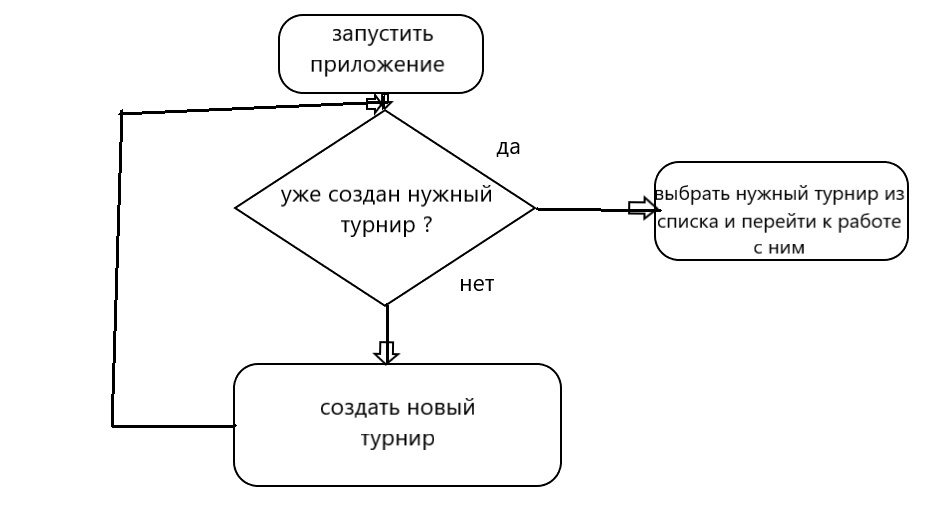 запустить
приложение
да
уже создан нужный
турнир ?
выбрать нужный турнир из
списка и перейти к работе
с ним
нет
создать новый
турнир